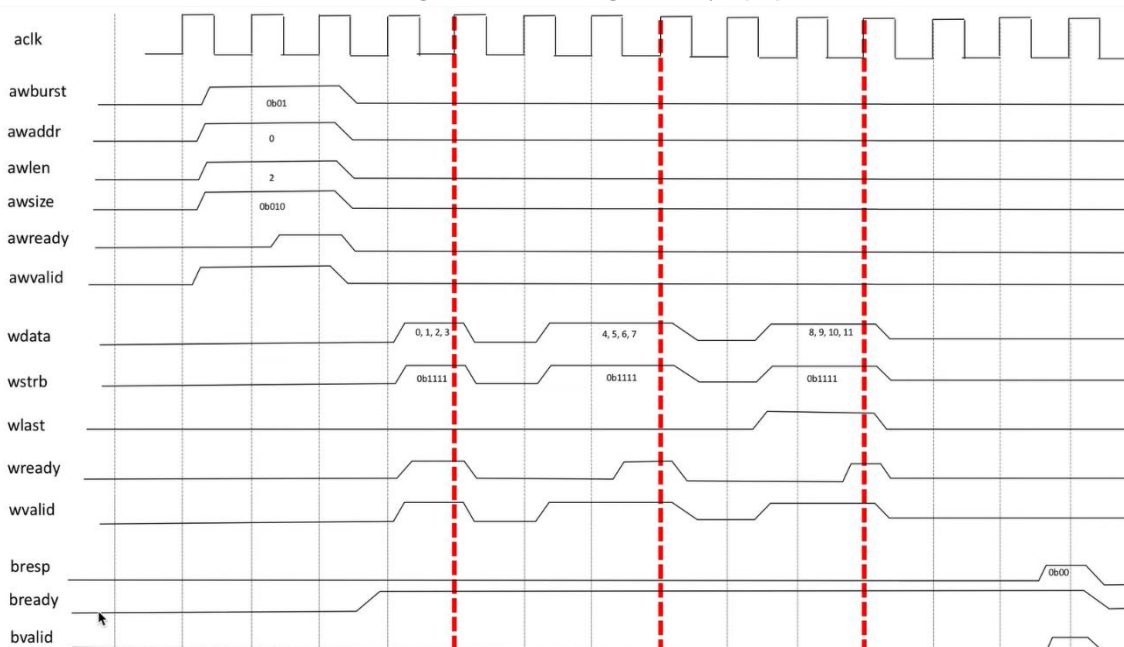 aclk
awburst 0b01
awaddr 0
awlen 2
awsize 0b010
awready
awvalid
wdata 0, 1, 2, 3 4, 5, 6, 7 8, 9, 10, 11
wstrb 0b1111 0b1111 0b1111
wlast
wready
wvalid
bresp 0b00
bready
bvalid